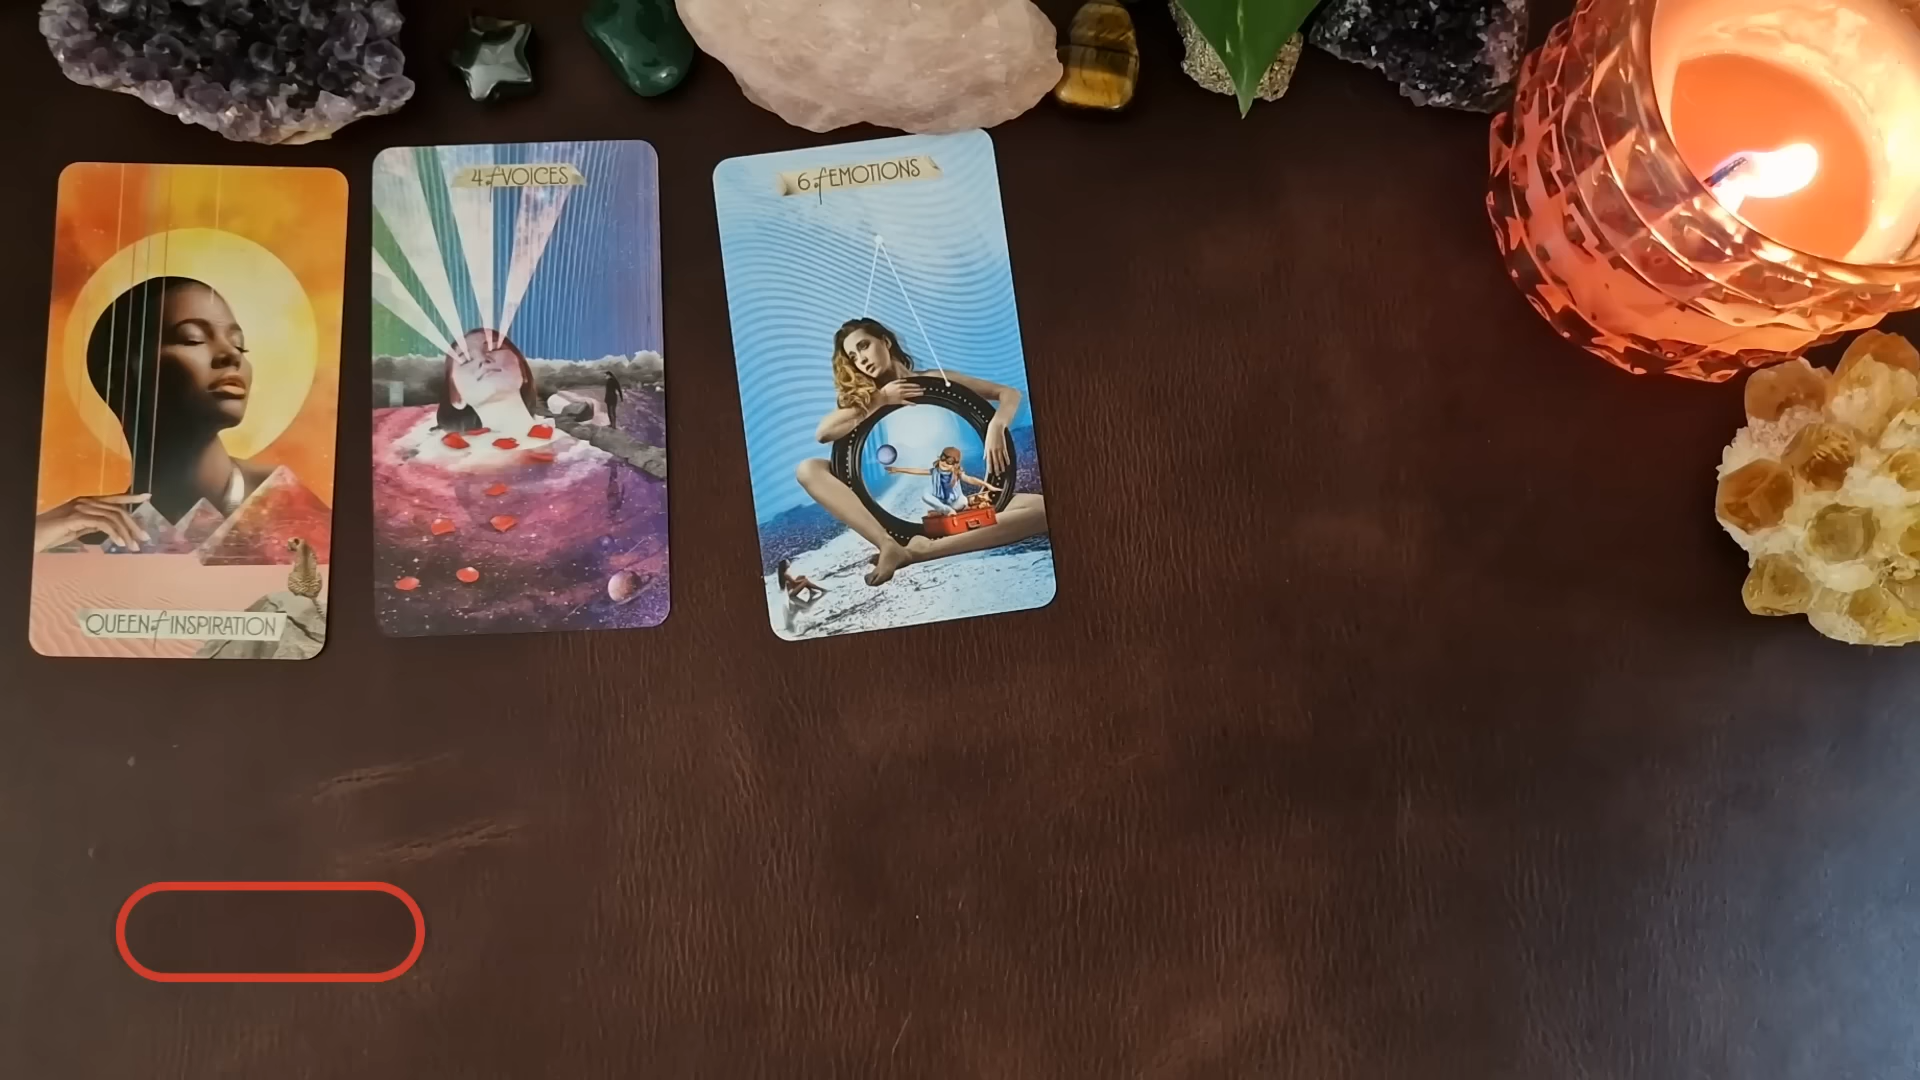 QUEEN of INSPIRATION
4 of VOICES
6 of EMOTIONS